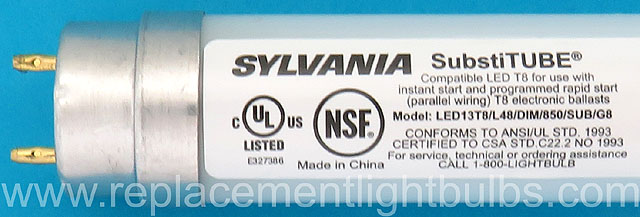 SYLVANIA SubstiTUBE®
Compatible LED T8 for use with
instant start and programmed rapid start
(parallel wiring) T8 electronic ballasts
Model: LED13T8/L48/DIM/850/SUB/G8
CONFORMS TO ANSI/UL STD. 1993
CERTIFIED TO CSA STD.C22.2 NO 1993
For service, technical or ordering assistance
CALL 1-800-LIGHTBULB
C UL US
LISTED
E327386
NSF®
Made in China
www.replacementlightbulbs.com